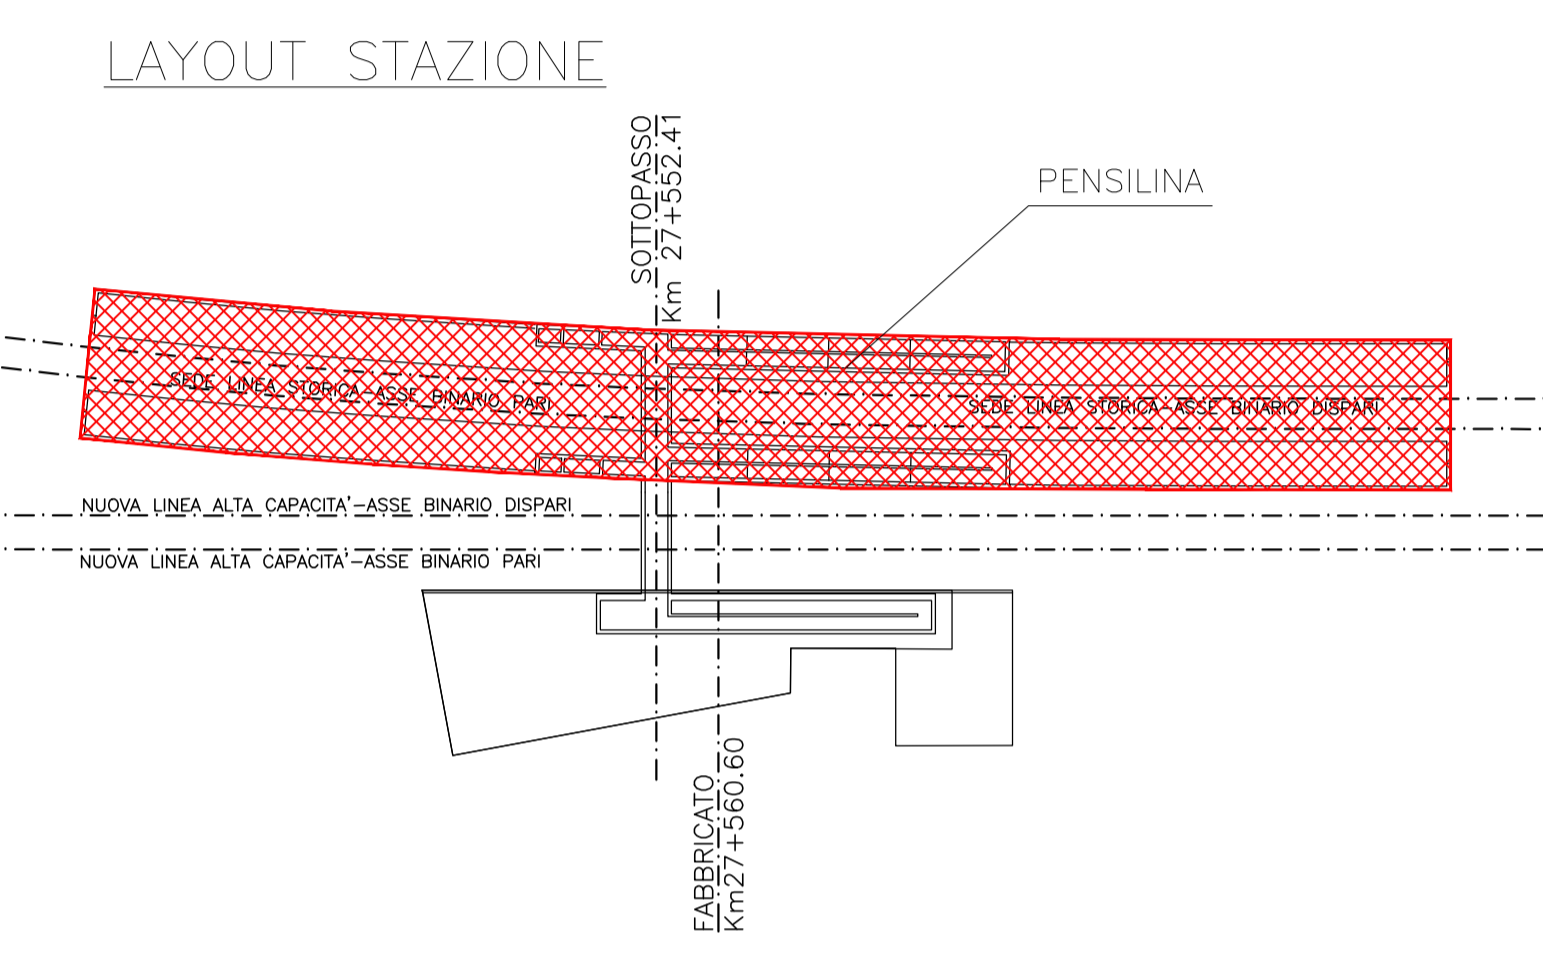 LAYOUT STAZIONE
SOTTOPASSO
Km 27+552.41
PENSILINA
SEDE LINEA STORICA-ASSE BINARIO PARI
SEDE LINEA STORICA-ASSE BINARIO DISPARI
NUOVA LINEA ALTA CAPACITA'-ASSE BINARIO DISPARI
NUOVA LINEA ALTA CAPACITA'-ASSE BINARIO PARI
FABBRICATO
Km27+560.60